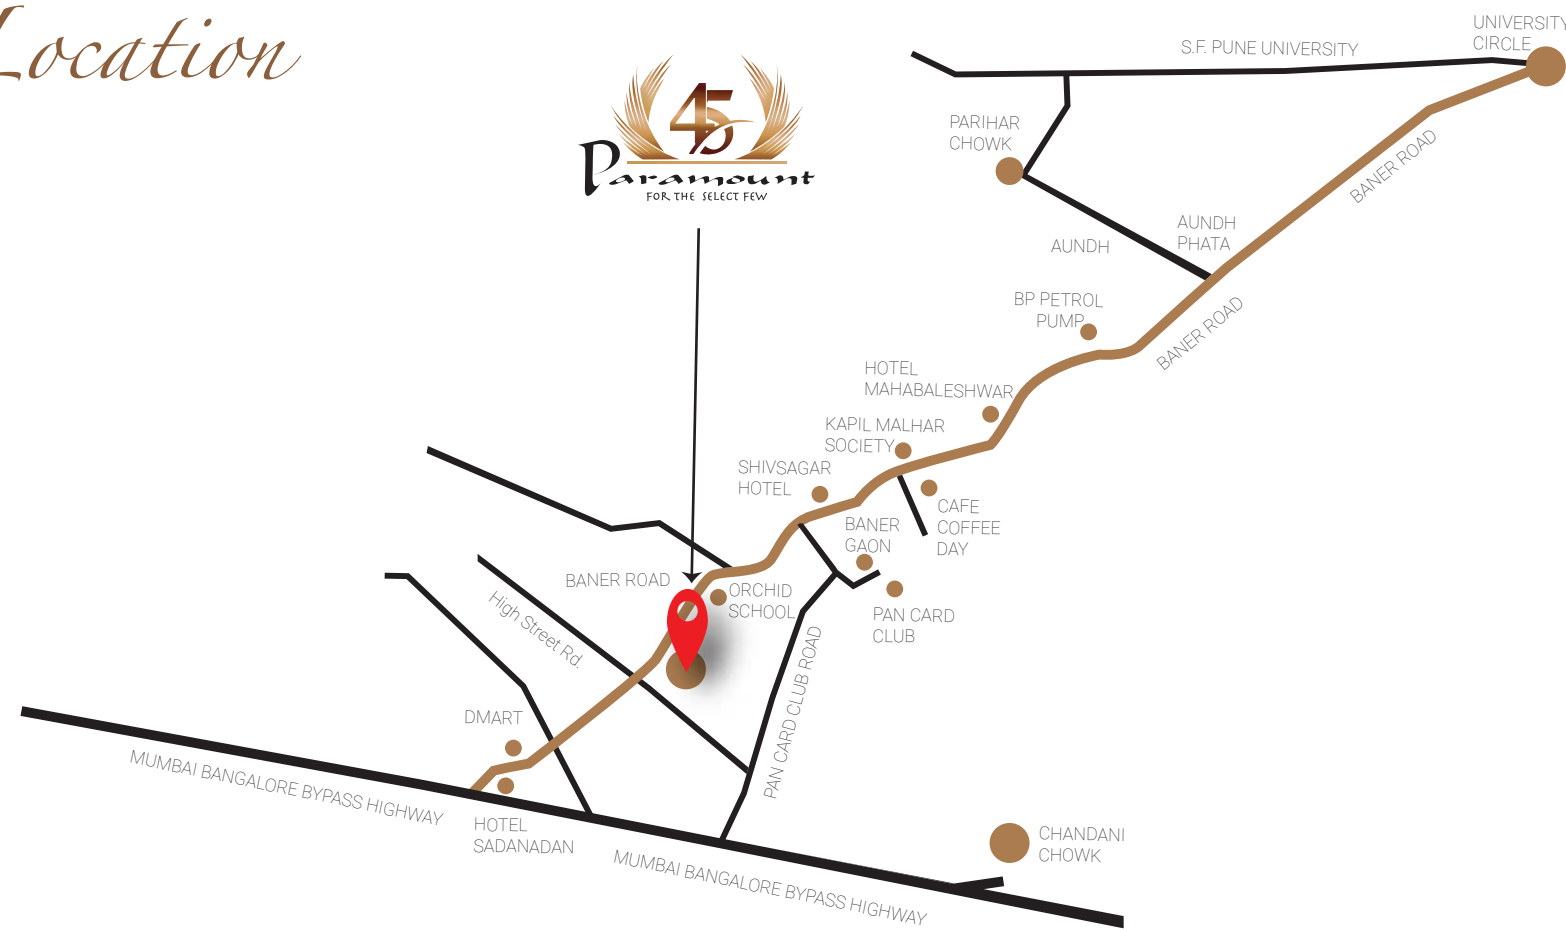 Location
UNIVERSITY
CIRCLE
S.F. PUNE UNIVERSITY
45
Paramount
FOR THE SELECT FEW
PARIHAR
CHOWK
BANER ROAD
AUNDH
PHATA
AUNDH
BP PETROL
PUMP
BANER ROAD
HOTEL
MAHABALESHWAR
KAPIL MALHAR
SOCIETY
SHIVSAGAR
HOTEL
CAFE
COFFEE
DAY
BANER
GAON
BANER ROAD
ORCHID
SCHOOL
High Street Rd.
PAN CARD
CLUB
PAN CARD CLUB ROAD
DMART
MUMBAI BANGALORE BYPASS HIGHWAY
HOTEL
SADANADAN
MUMBAI BANGALORE BYPASS HIGHWAY
CHANDANI
CHOWK